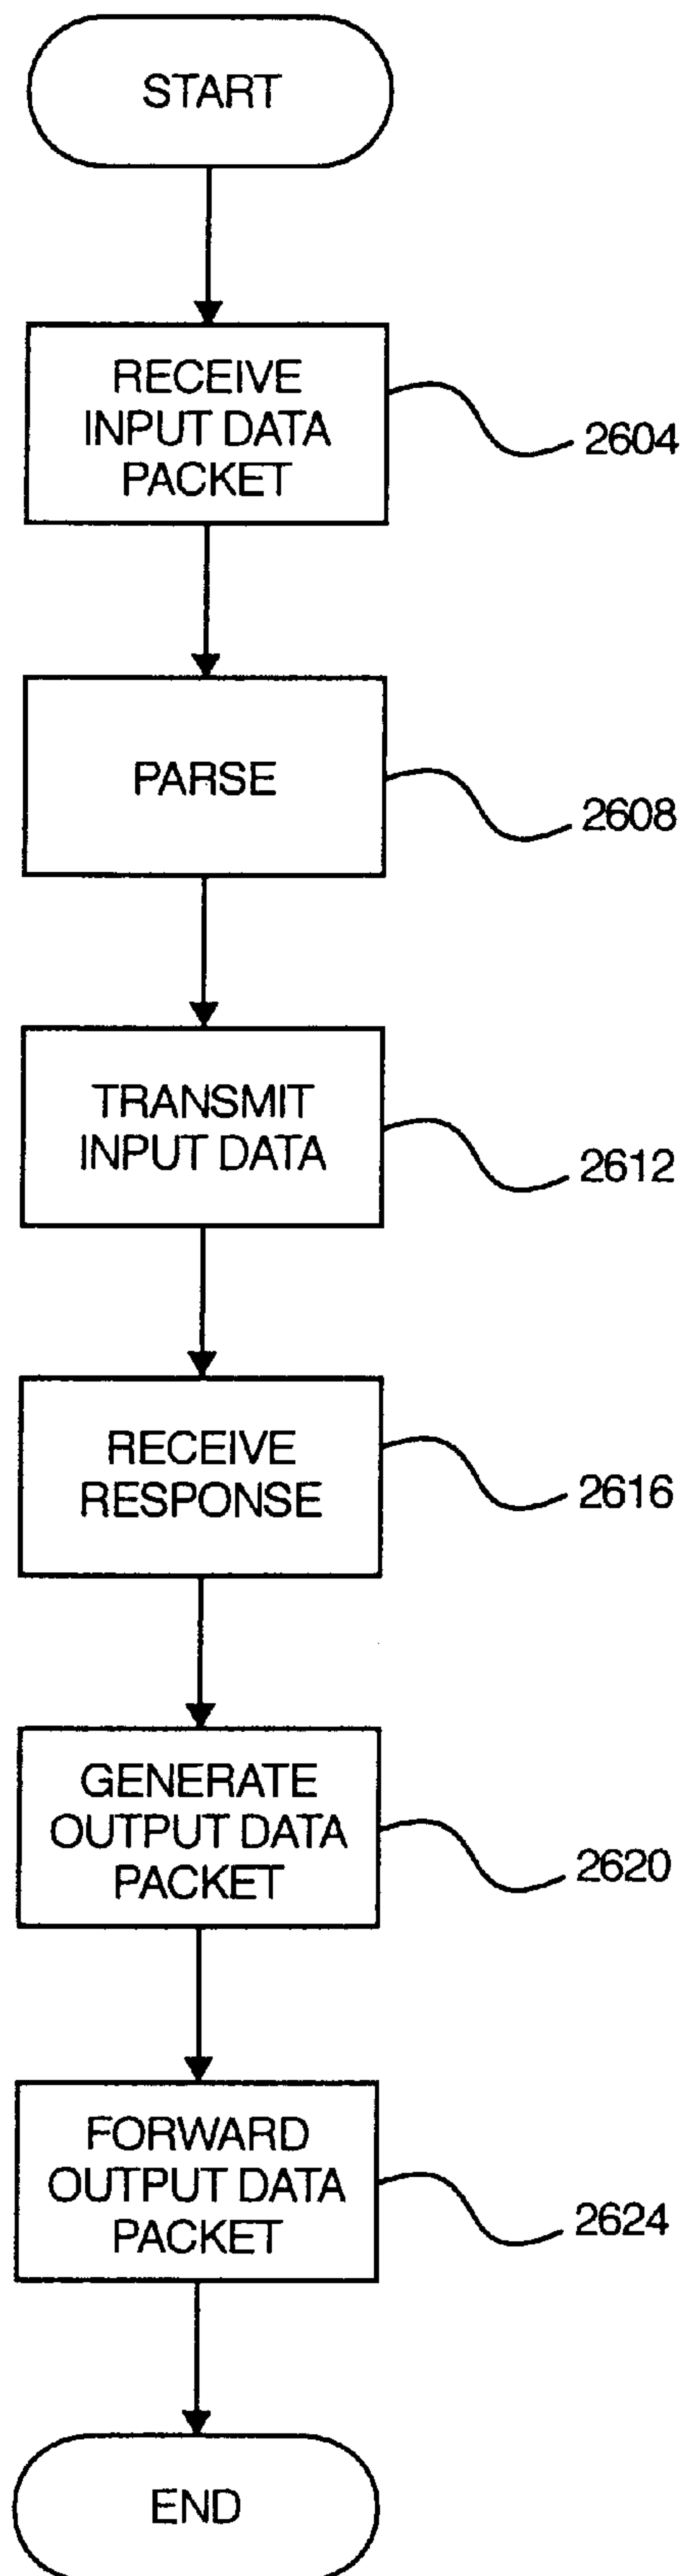 START
RECEIVE
INPUT DATA
PACKET
2604
PARSE
2608
TRANSMIT
INPUT DATA
2612
RECEIVE
RESPONSE
2616
GENERATE
OUTPUT DATA
PACKET
2620
FORWARD
OUTPUT DATA
PACKET
2624
END